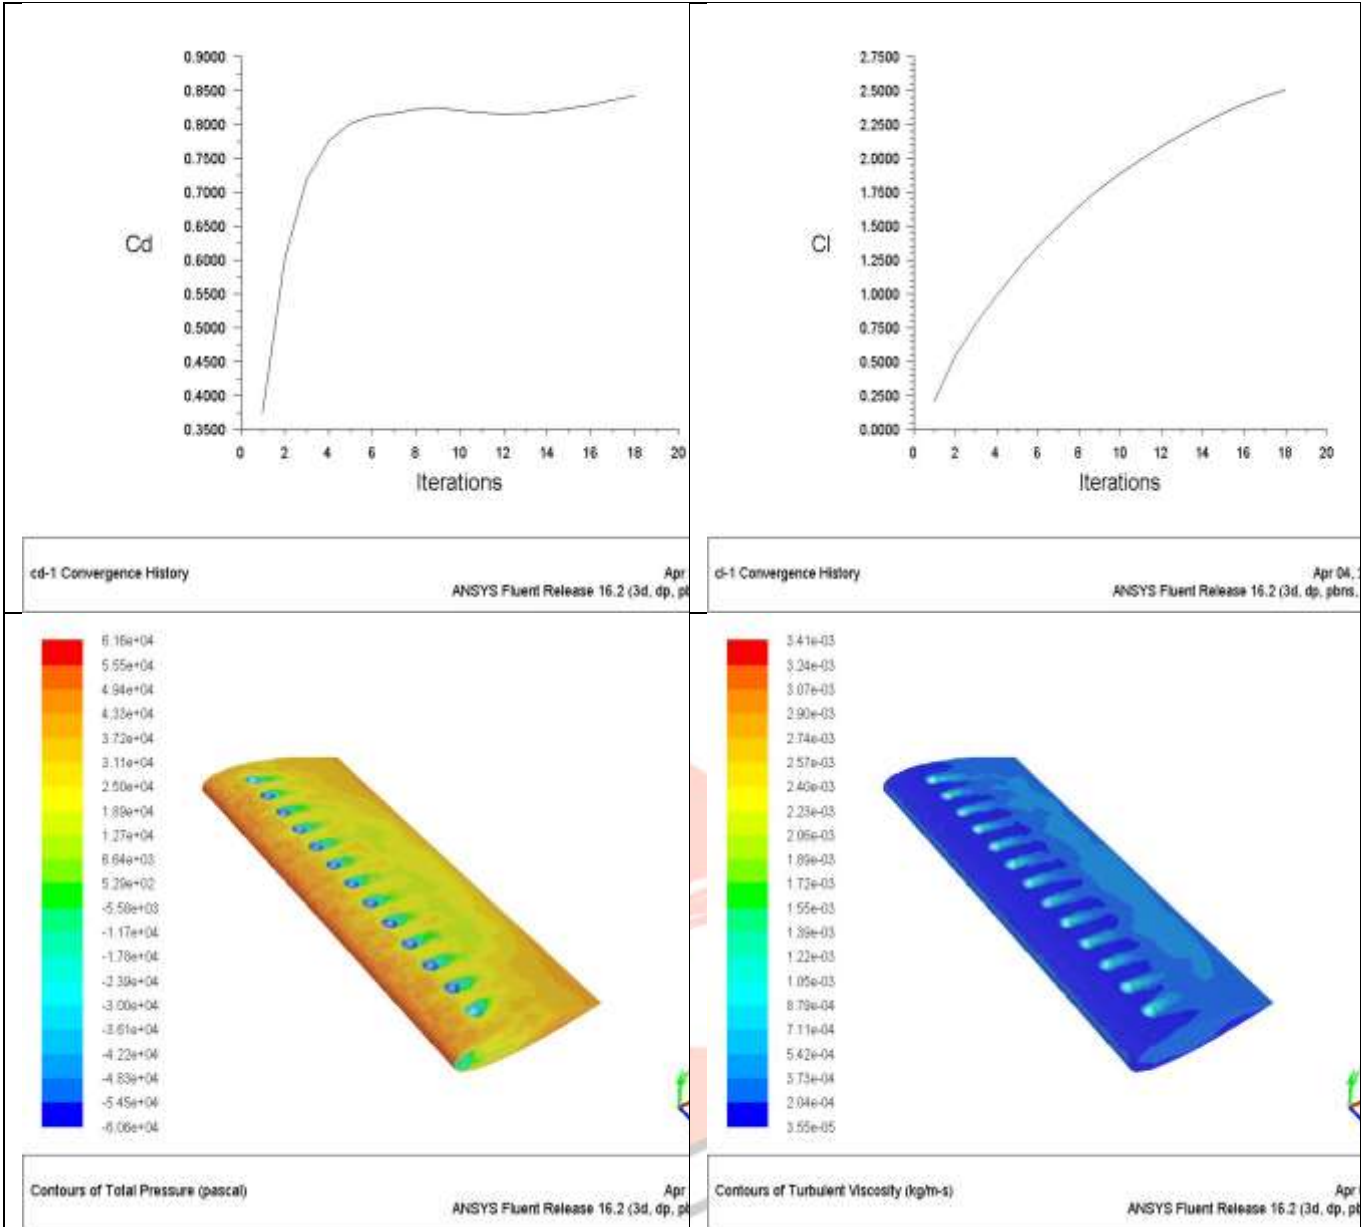 0.9000
0.8500
0.8000
0.7500
0.7000
0.6500
0.6000
0.5500
0.5000
0.4500
0.4000
0.3500
Cd
0 2 4 6 8 10 12 14 16 18 20
Iterations
cd-1 Convergence History
Apr
ANSYS Fluent Release 16.2 (3d, dp, pb
2.7500
2.5000
2.2500
2.0000
1.7500
1.5000
1.2500
1.0000
0.7500
0.5000
0.2500
0.0000
Cl
0 2 4 6 8 10 12 14 16 18 20
Iterations
cl-1 Convergence History
Apr 04,
ANSYS Fluent Release 16.2 (3d, dp, pbns,
6.16e+04
5.55e+04
4.94e+04
4.33e+04
3.72e+04
3.11e+04
2.50e+04
1.89e+04
1.27e+04
6.64e+03
5.29e+02
-5.58e+03
-1.17e+04
-1.78e+04
-2.39e+04
-3.00e+04
-3.61e+04
-4.22e+04
-4.83e+04
-5.45e+04
-6.06e+04
Contours of Total Pressure (pascal)
Apr
ANSYS Fluent Release 16.2 (3d, dp, pb
3.41e-03
3.24e-03
3.07e-03
2.90e-03
2.74e-03
2.57e-03
2.40e-03
2.23e-03
2.06e-03
1.89e-03
1.72e-03
1.55e-03
1.39e-03
1.22e-03
1.05e-03
8.79e-04
7.11e-04
5.42e-04
3.73e-04
2.04e-04
3.55e-05
Contours of Turbulent Viscosity (kg/m-s)
Apr
ANSYS Fluent Release 16.2 (3d, dp, pb